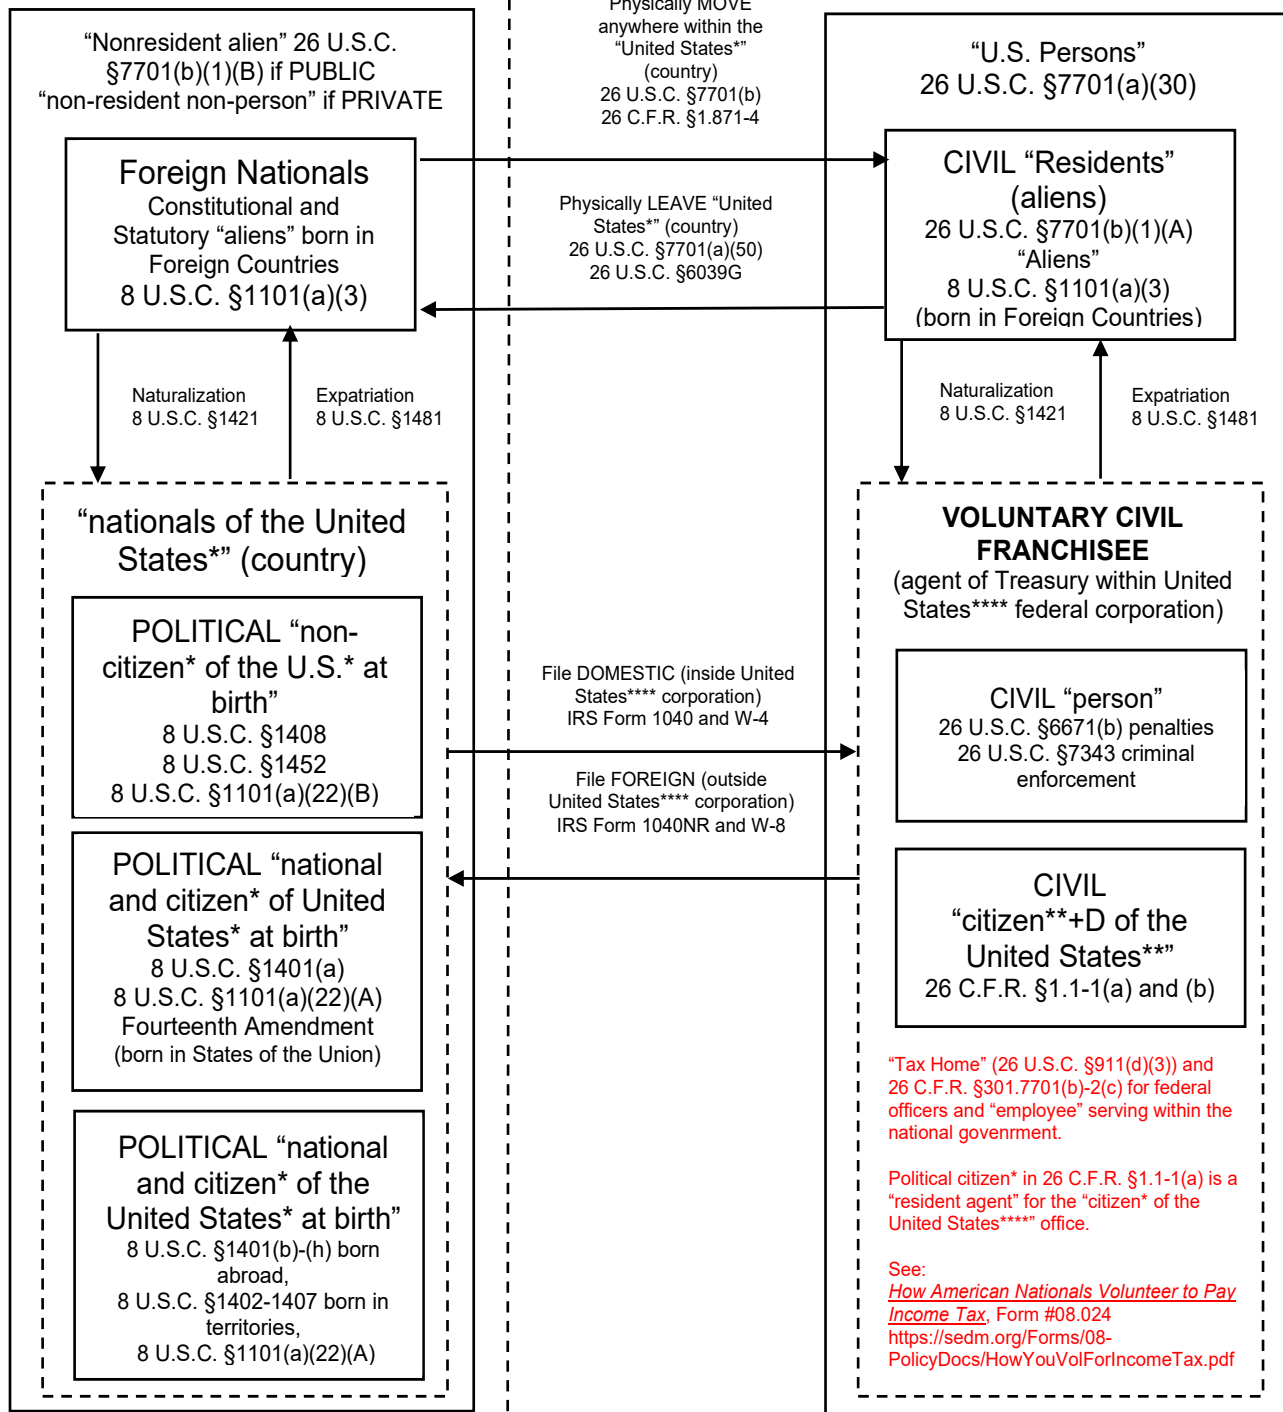 “Nonresident alien” 26 U.S.C.
§7701(b)(1)(B) if PUBLIC
“non-resident non-person” if PRIVATE
Foreign Nationals
Constitutional and
Statutory “aliens” born in
Foreign Countries
8 U.S.C. §1101(a)(3)
Naturalization
8 U.S.C. §1421
Expatriation
8 U.S.C. §1481
“nationals of the United
States*” (country)
POLITICAL “non-
citizen* of the U.S.* at
birth”
8 U.S.C. §1408
8 U.S.C. §1452
8 U.S.C. §1101(a)(22)(B)
POLITICAL “national
and citizen* of United
States* at birth”
8 U.S.C. §1401(a)
8 U.S.C. §1101(a)(22)(A)
Fourteenth Amendment
(born in States of the Union)
POLITICAL “national
and citizen* of the
United States* at birth”
8 U.S.C. §1401(b)-(h) born
abroad,
8 U.S.C. §1402-1407 born in
territories,
8 U.S.C. §1101(a)(22)(A)
Physically MOVE
anywhere within the
“United States*”
(country)
26 U.S.C. §7701(b)
26 C.F.R. §1.871-4
Physically LEAVE “United
States*” (country)
26 U.S.C. §7701(a)(50)
26 U.S.C. §6039G
File DOMESTIC (inside United
States**** corporation)
IRS Form 1040 and W-4
File FOREIGN (outside
United States**** corporation)
IRS Form 1040NR and W-8
“U.S. Persons”
26 U.S.C. §7701(a)(30)
CIVIL “Residents”
(aliens)
26 U.S.C. §7701(b)(1)(A)
“Aliens”
8 U.S.C. §1101(a)(3)
(born in Foreign Countries)
Naturalization
8 U.S.C. §1421
Expatriation
8 U.S.C. §1481
VOLUNTARY CIVIL
FRANCHISEE
(agent of Treasury within United
States**** federal corporation)
CIVIL “person”
26 U.S.C. §6671(b) penalties
26 U.S.C. §7343 criminal
enforcement
CIVIL
“citizen**+D of the
United States**”
26 C.F.R. §1.1-1(a) and (b)
“Tax Home” (26 U.S.C. §911(d)(3)) and
26 C.F.R. §301.7701(b)-2(c) for federal
officers and “employee” serving within the
national govenrment.
Political citizen* in 26 C.F.R. §1.1-1(a) is a
“resident agent” for the “citizen* of the
United States****” office.
See:
How American Nationals Volunteer to Pay
Income Tax, Form #08.024
https://sedm.org/Forms/08-
PolicyDocs/HowYouVolForIncomeTax.pdf